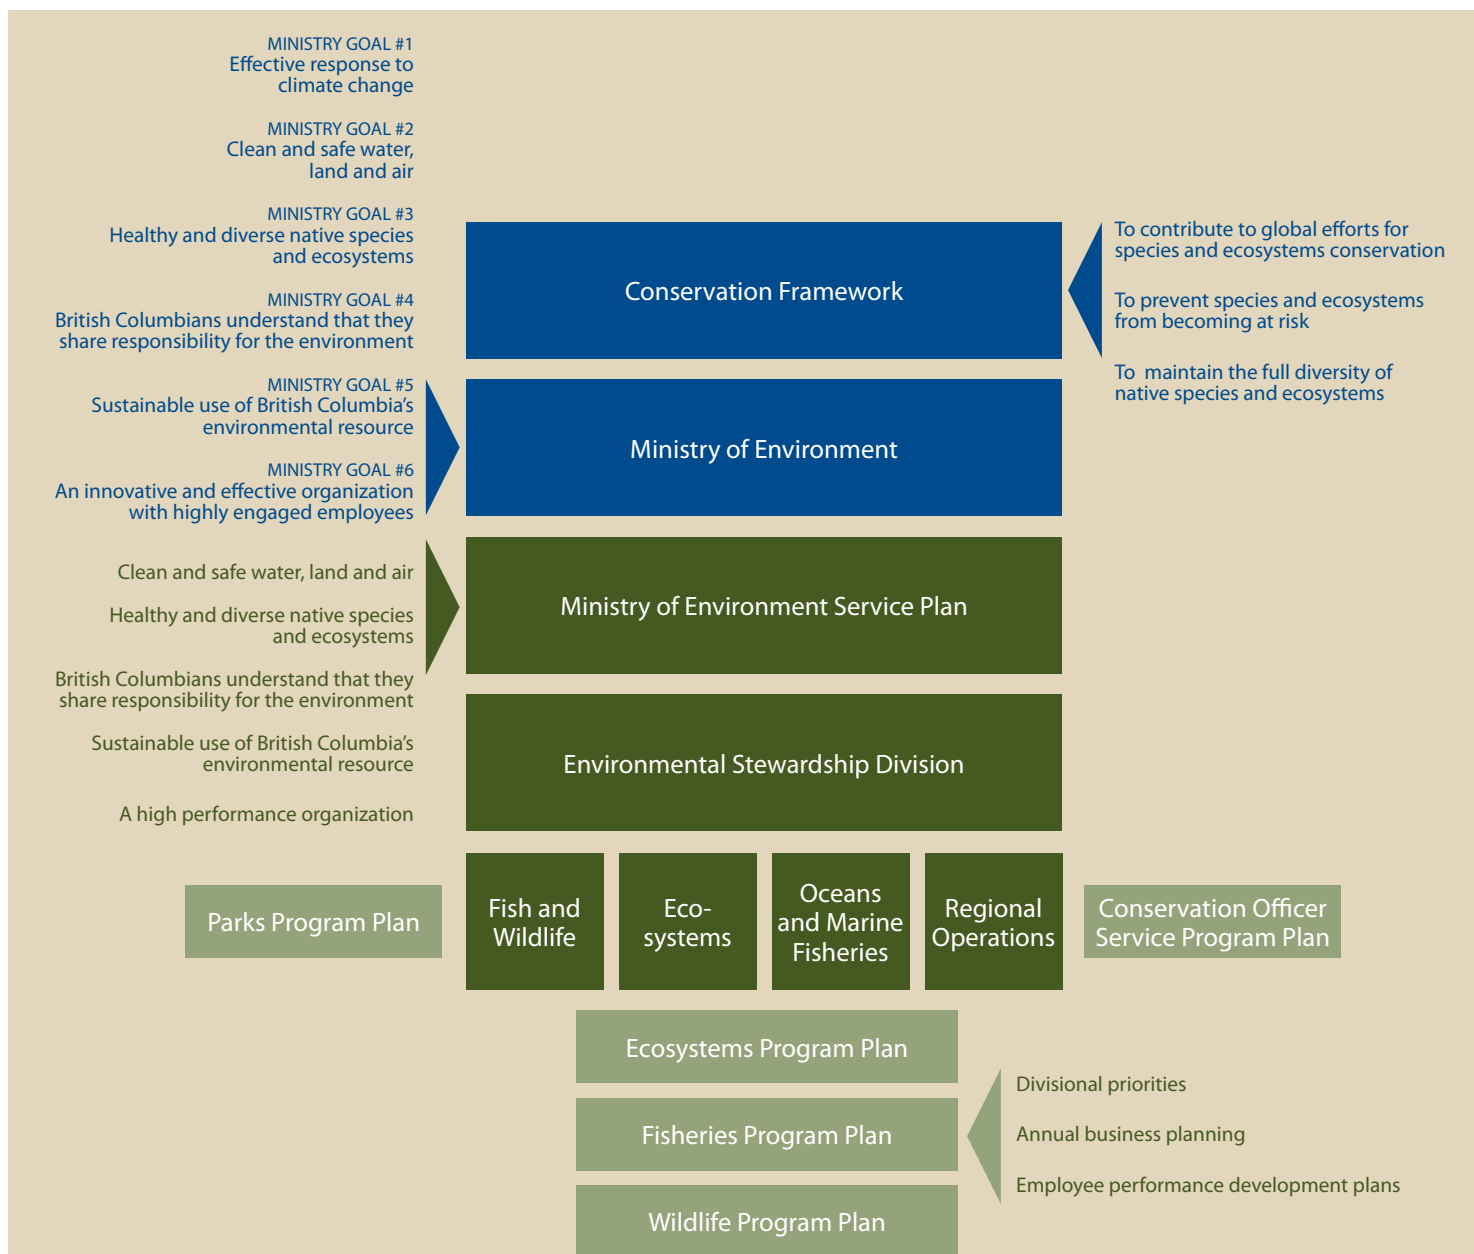 MINISTRY GOAL #1
Effective response to
climate change
MINISTRY GOAL #2
Clean and safe water,
land and air
MINISTRY GOAL #3
Healthy and diverse native species
and ecosystems
MINISTRY GOAL #4
British Columbians understand that they
share responsibility for the environment
MINISTRY GOAL #5
Sustainable use of British Columbia’s
environmental resource
MINISTRY GOAL #6
An innovative and effective organization
with highly engaged employees
Conservation Framework
To contribute to global efforts for
species and ecosystems conservation
To prevent species and ecosystems
from becoming at risk
To maintain the full diversity of
native species and ecosystems
Ministry of Environment
Clean and safe water, land and air
Healthy and diverse native species
and ecosystems
British Columbians understand that they
share responsibility for the environment
Sustainable use of British Columbia’s
environmental resource
A high performance organization
Ministry of Environment Service Plan
Environmental Stewardship Division
Parks Program Plan
Fish and
Wildlife
Eco-
systems
Oceans
and Marine
Fisheries
Regional
Operations
Conservation Officer
Service Program Plan
Ecosystems Program Plan
Fisheries Program Plan
Wildlife Program Plan
Divisional priorities
Annual business planning
Employee performance development plans